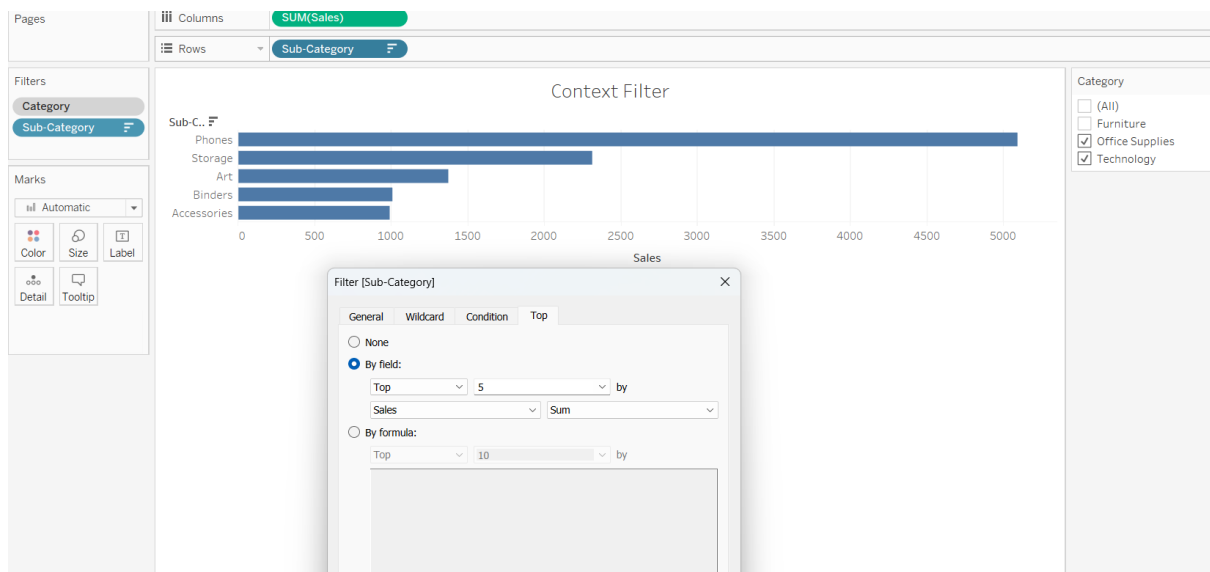 Pages
Columns
SUM(Sales)
Rows
Sub-Category
Filters
Category
Sub-Category
Marks
Automatic
Color
Size
Label
Detail
Tooltip
Context Filter
Sub-C..
Phones
Storage
Art
Binders
Accessories
0 500 1000 1500 2000 2500 3000 3500 4000 4500 5000
Sales
Category
(All)
Furniture
Office Supplies
Technology
Filter [Sub-Category]
General Wildcard Condition Top
None
By field:
Top 5 by
Sales Sum
By formula:
Top 10 by